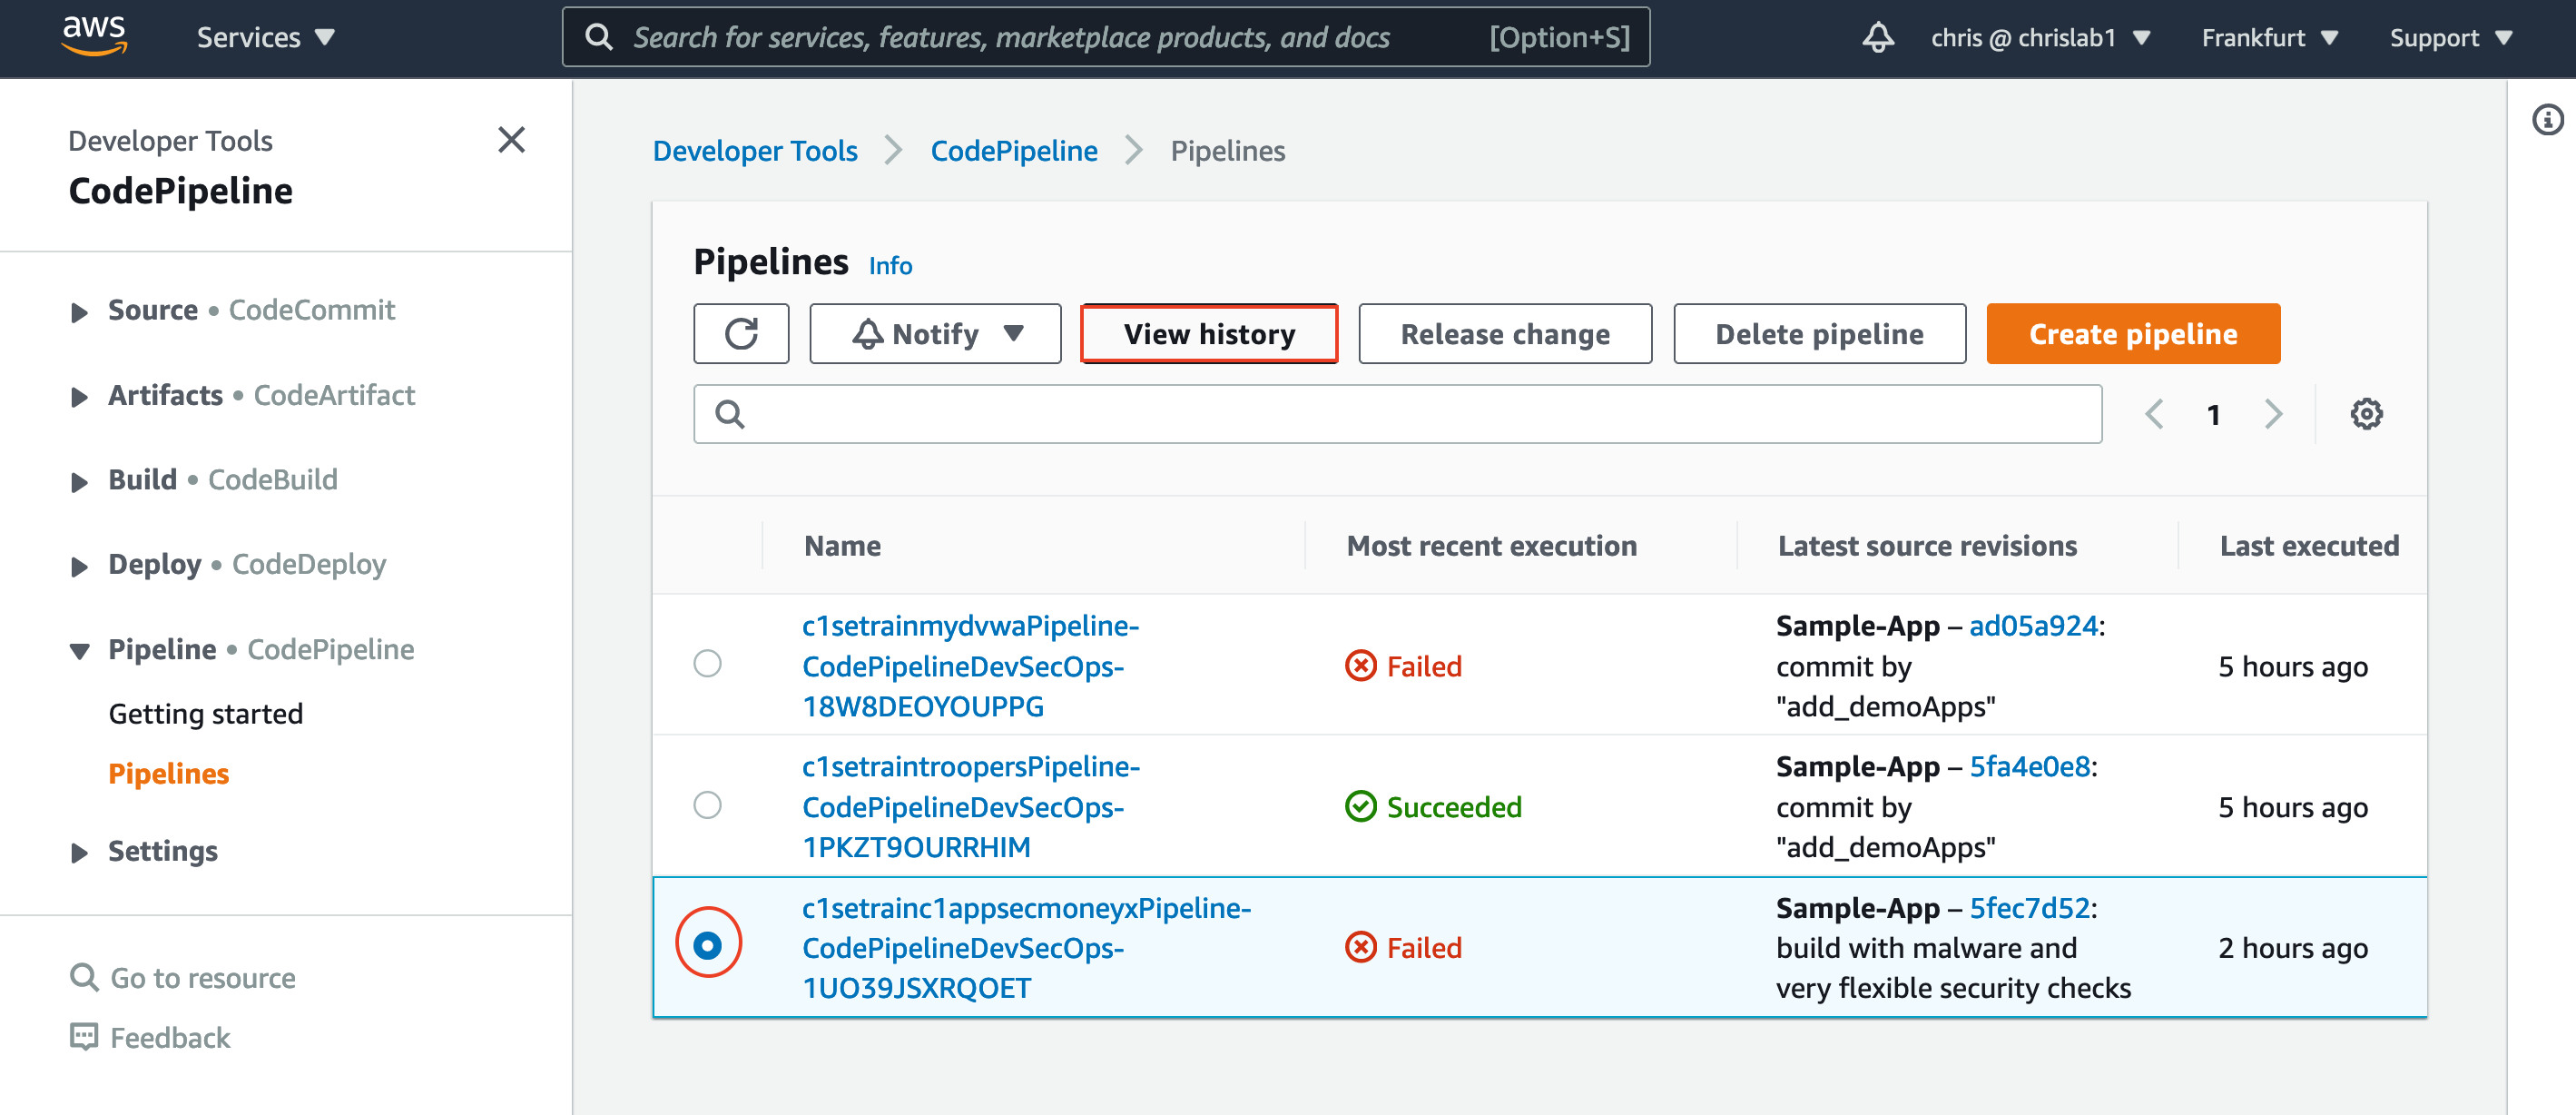 aws Services Search for services, features, marketplace products, and docs [Option+S] chris @ chrislab1 Frankfurt Support
Developer Tools
CodePipeline
Source • CodeCommit
Artifacts • CodeArtifact
Build • CodeBuild
Deploy • CodeDeploy
Pipeline • CodePipeline
Getting started
Pipelines
Settings
Go to resource
Feedback
Developer Tools CodePipeline Pipelines
Pipelines Info
Notify View history Release change Delete pipeline Create pipeline
1
Name Most recent execution Latest source revisions Last executed
c1setrainmydvwaPipeline-
CodePipelineDevSecOps-
18W8DEOYOUPPG
Failed
Sample-App – ad05a924:
commit by
"add_demoApps"
5 hours ago
c1setraintroopersPipeline-
CodePipelineDevSecOps-
1PKZT9OURRHIM
Succeeded
Sample-App – 5fa4e0e8:
commit by
"add_demoApps"
5 hours ago
c1setrainc1appsecmoneyxPipeline-
CodePipelineDevSecOps-
1UO39JSXRQOET
Failed
Sample-App – 5fec7d52:
build with malware and
very flexible security checks
2 hours ago